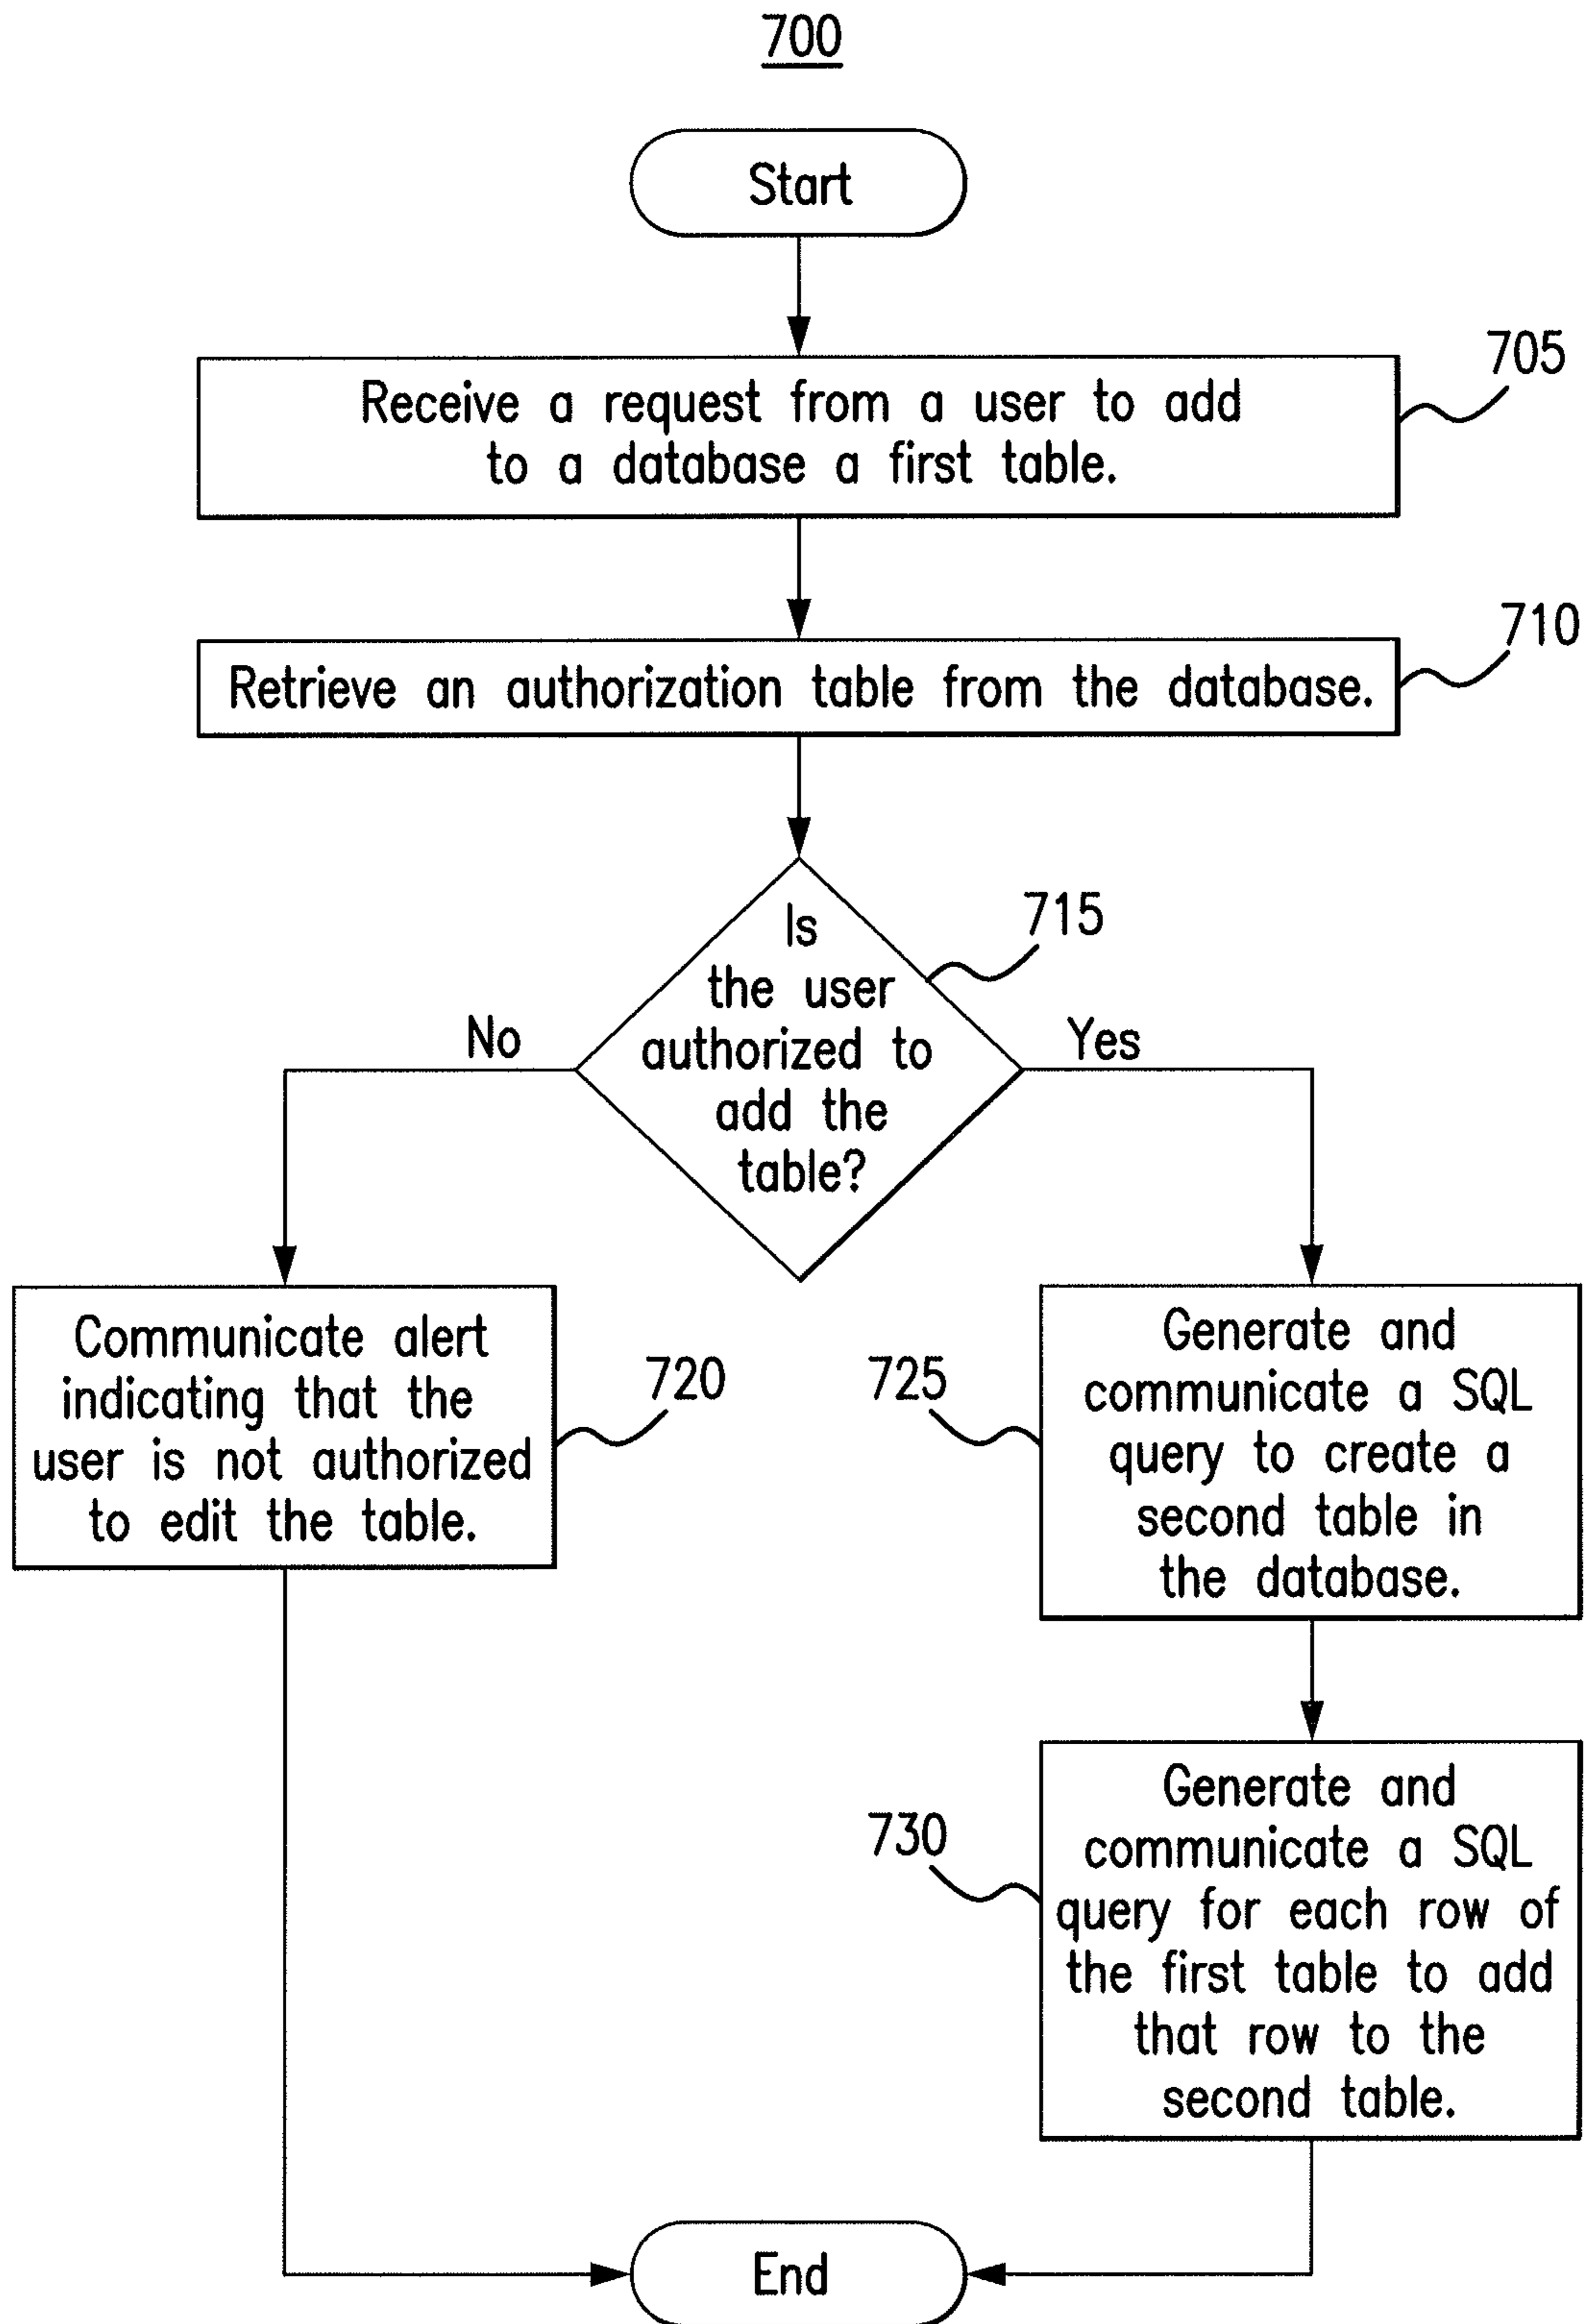 700
Start
Receive a request from a user to add
to a database a first table.
705
Retrieve an authorization table from the database.
710
Is
the user
authorized to
add the
table?
715
No
Yes
Communicate alert
indicating that the
user is not authorized
to edit the table.
720
725
Generate and
communicate a SQL
query to create a
second table in
the database.
730
Generate and
communicate a SQL
query for each row of
the first table to add
that row to the
second table.
End